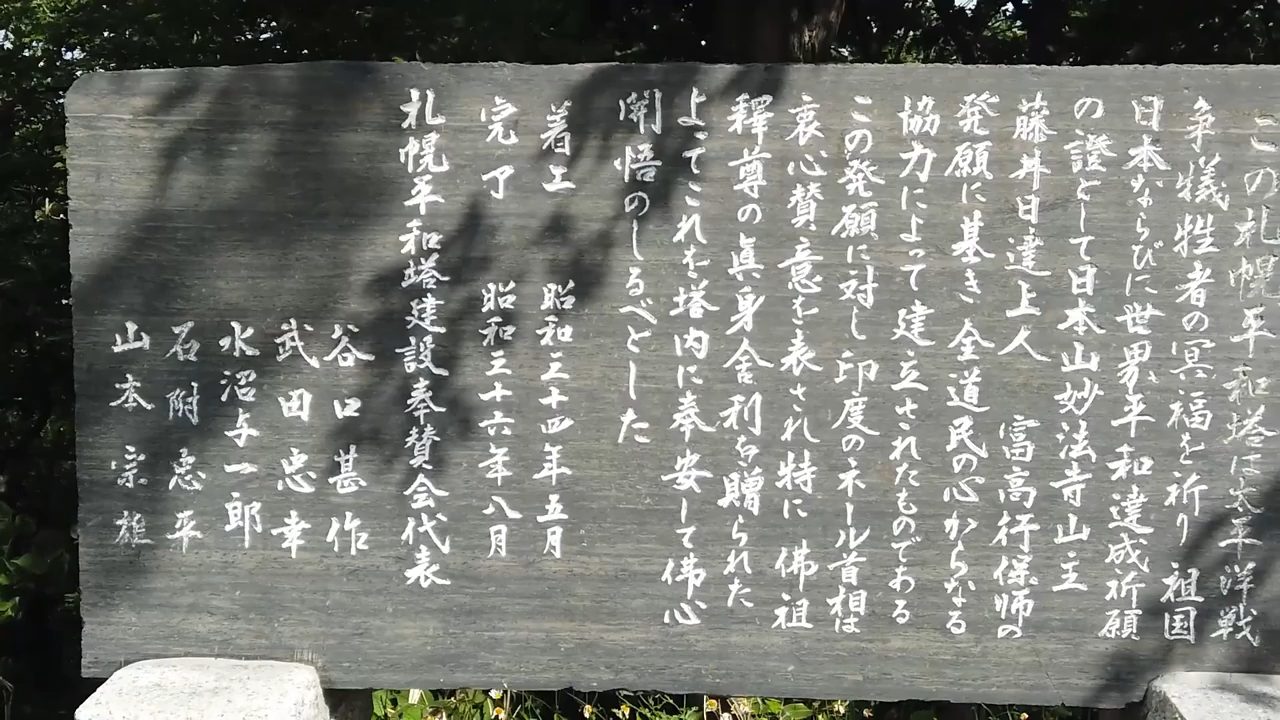 この札幌平和塔は太平洋戦
争犠牲者の冥福を祈り 祖国
日本ならびに世界平和達成祈願
の證として日本山妙法寺山主
藤井日達上人 富高行保師の
発願に基き 全道民の心からなる
協力によって建立されたものである
この発願に対し 印度のネール首相は
衷心賛意を表され特に 佛祖
釋尊の眞身舎利を贈られた
よってこれを塔内に奉安して佛心
開悟のしるべとした
着工 昭和三十四年五月
完了 昭和三十六年八月
札幌平和塔建設奉賛会代表
谷口甚作
武田忠幸
水沼与一郎
石附忠平
山本宗雄